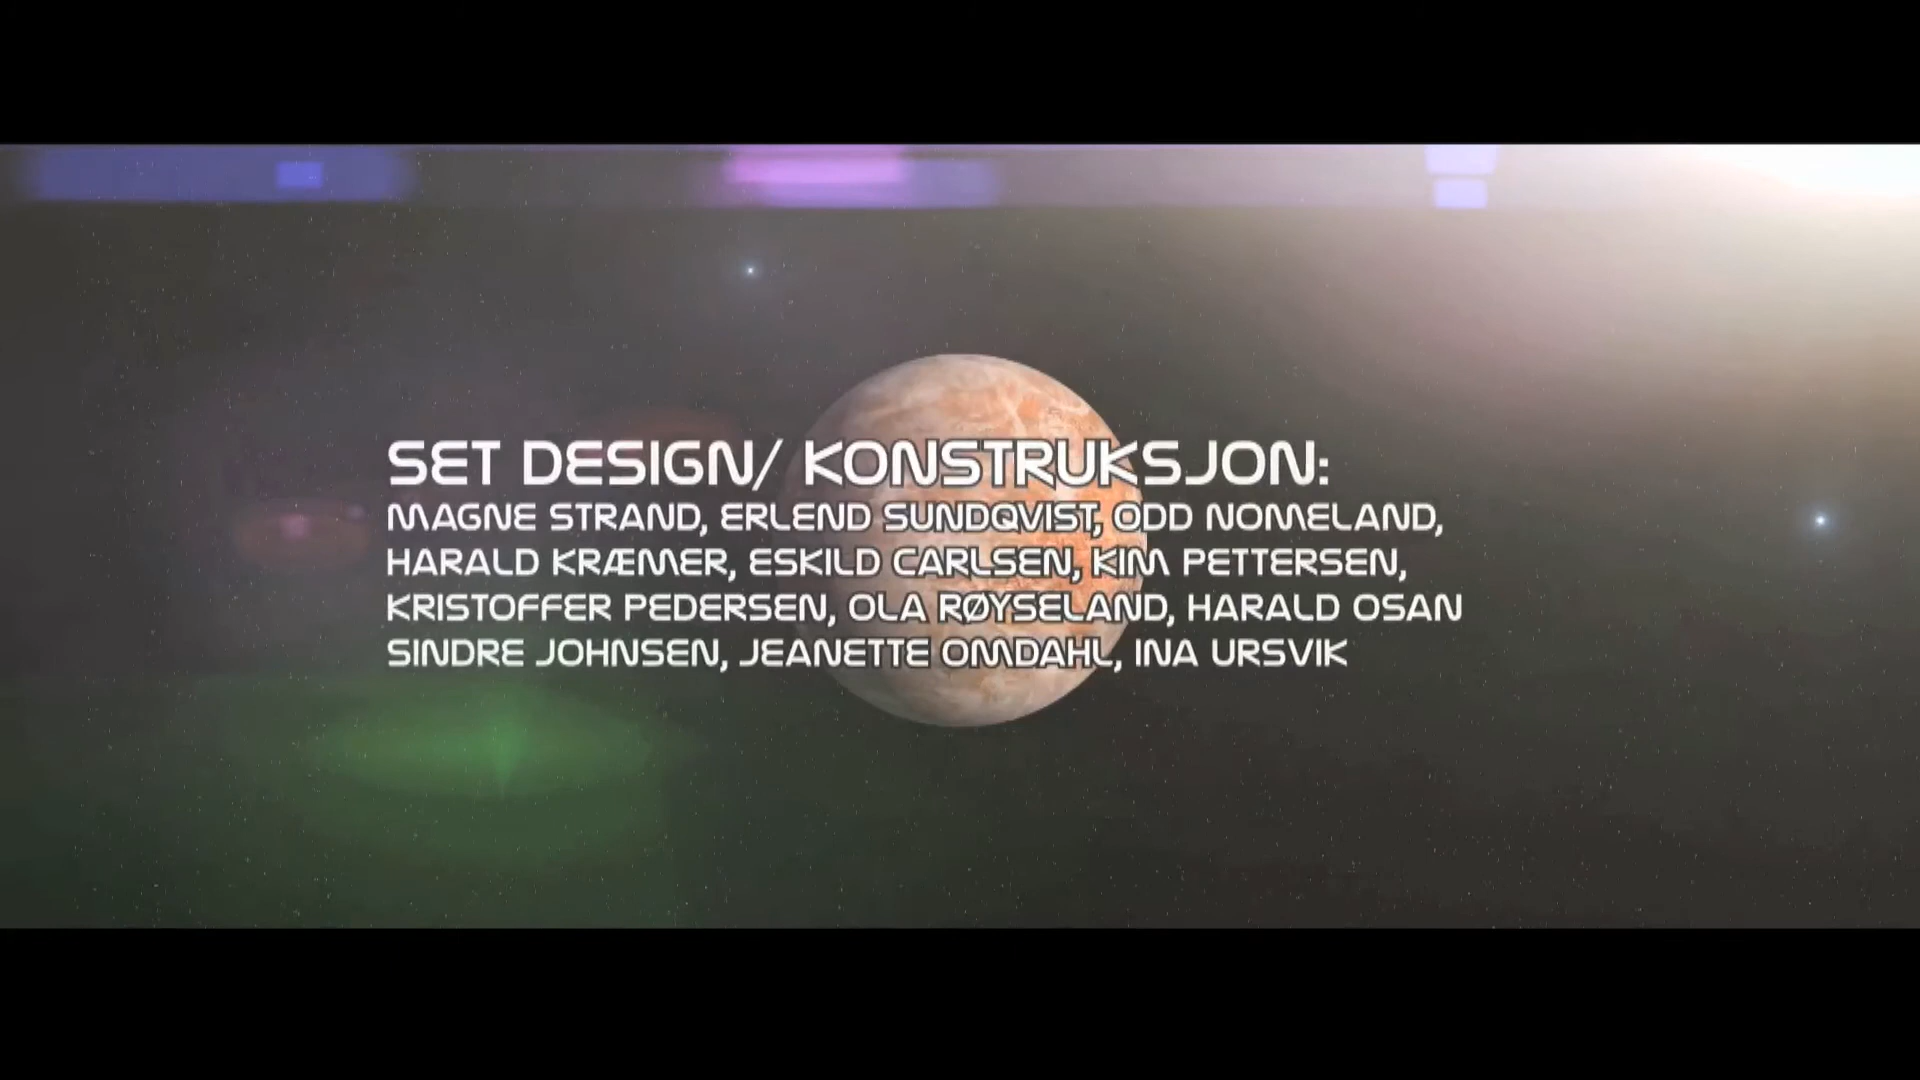 SET DESIGN/ KONSTRUKSJON:
MAGNE STRAND, ERLEND SUNDQVIST, ODD NOMELAND,
HARALD KRÆMER, ESKILD CARLSEN, KIM PETTERSEN,
KRISTOFFER PEDERSEN, OLA RØYSELAND, HARALD OSAN
SINDRE JOHNSEN, JEANETTE OMDAHL, INA URSVIK